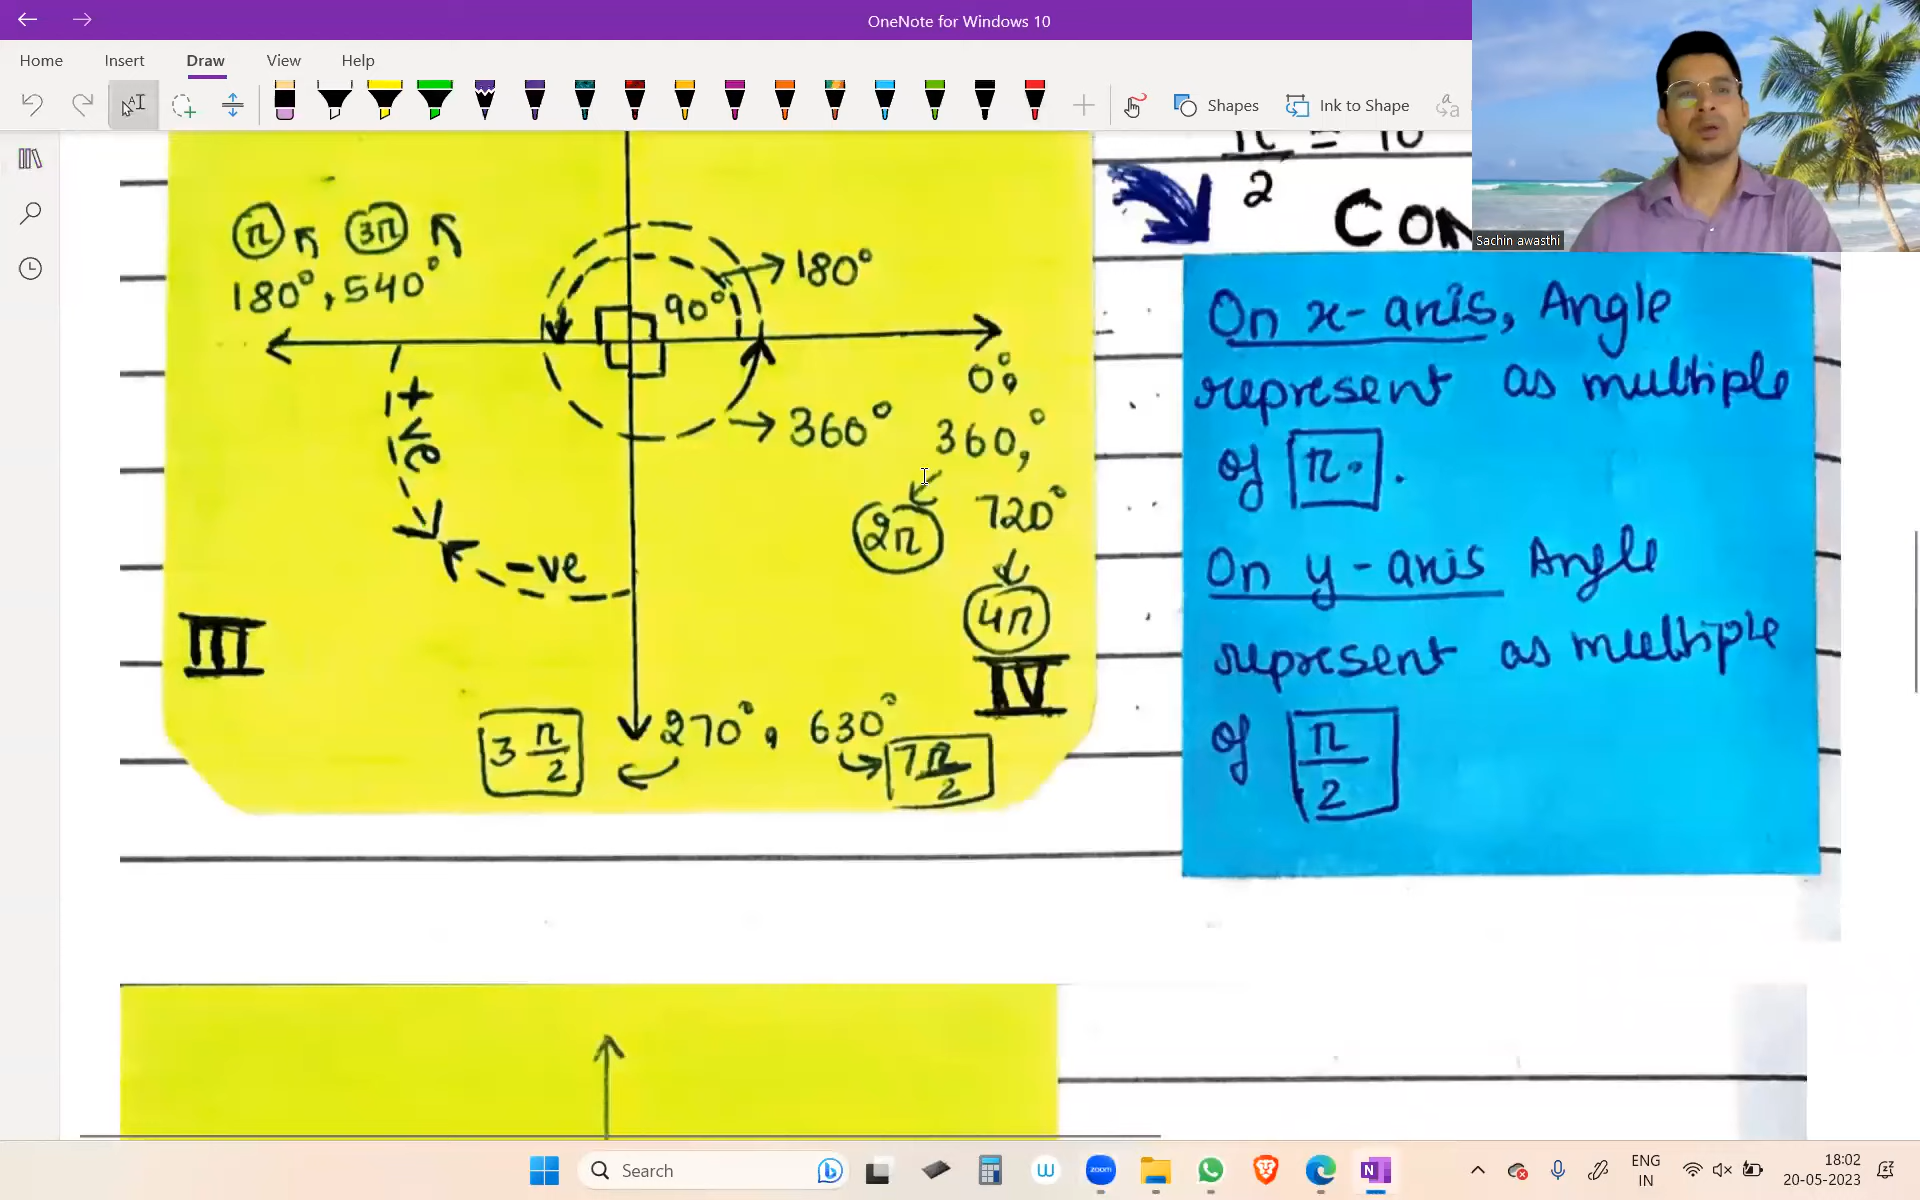 OneNote for Windows 10
Home Insert Draw View Help
Shapes Ink to Shape
Sachin awasthi
π 3π
180°, 540°
90°
180°
0°,
360°
360,°
2π
720°
4π
+ve
-ve
III
IV
3π/2
270°, 630°
7π/2
2
CON
On x-axis, Angle
represent as multiple
of π.
On y-axis Angle
represent as multiple
of π/2
Search
zoom
ENG
IN
18:02
20-05-2023